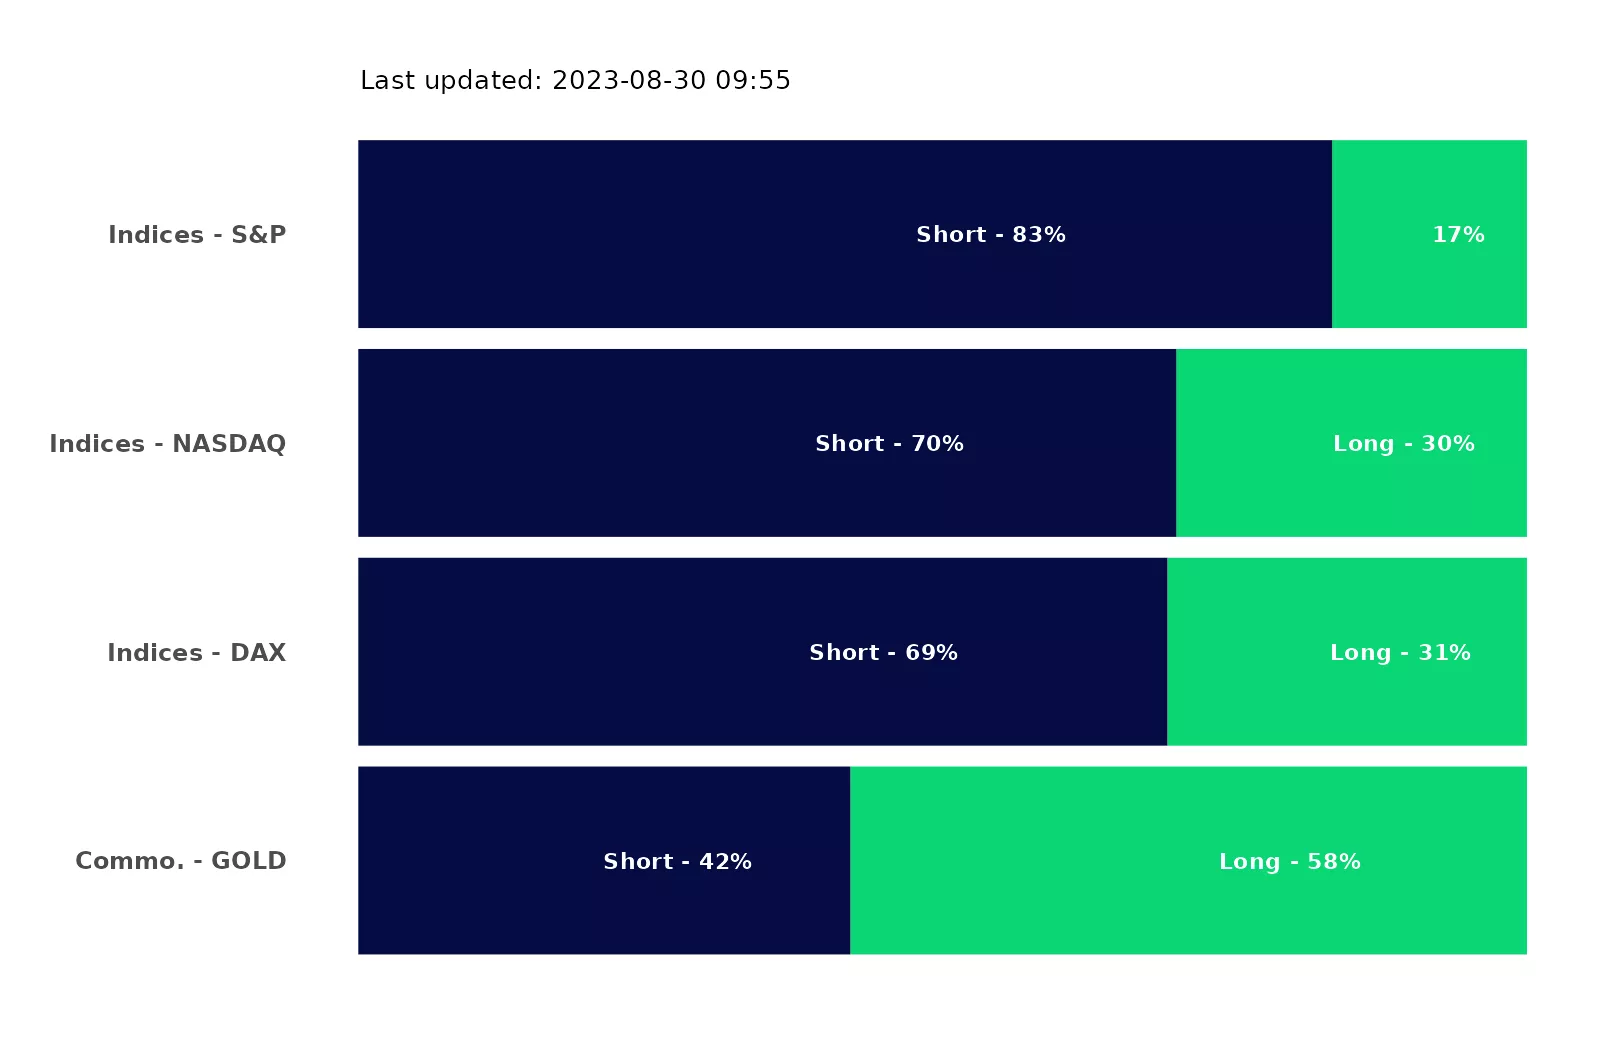 Last updated: 2023-08-30 09:55
Indices - S&P
Short - 83%
17%
Indices - NASDAQ
Short - 70%
Long - 30%
Indices - DAX
Short - 69%
Long - 31%
Commo. - GOLD
Short - 42%
Long - 58%